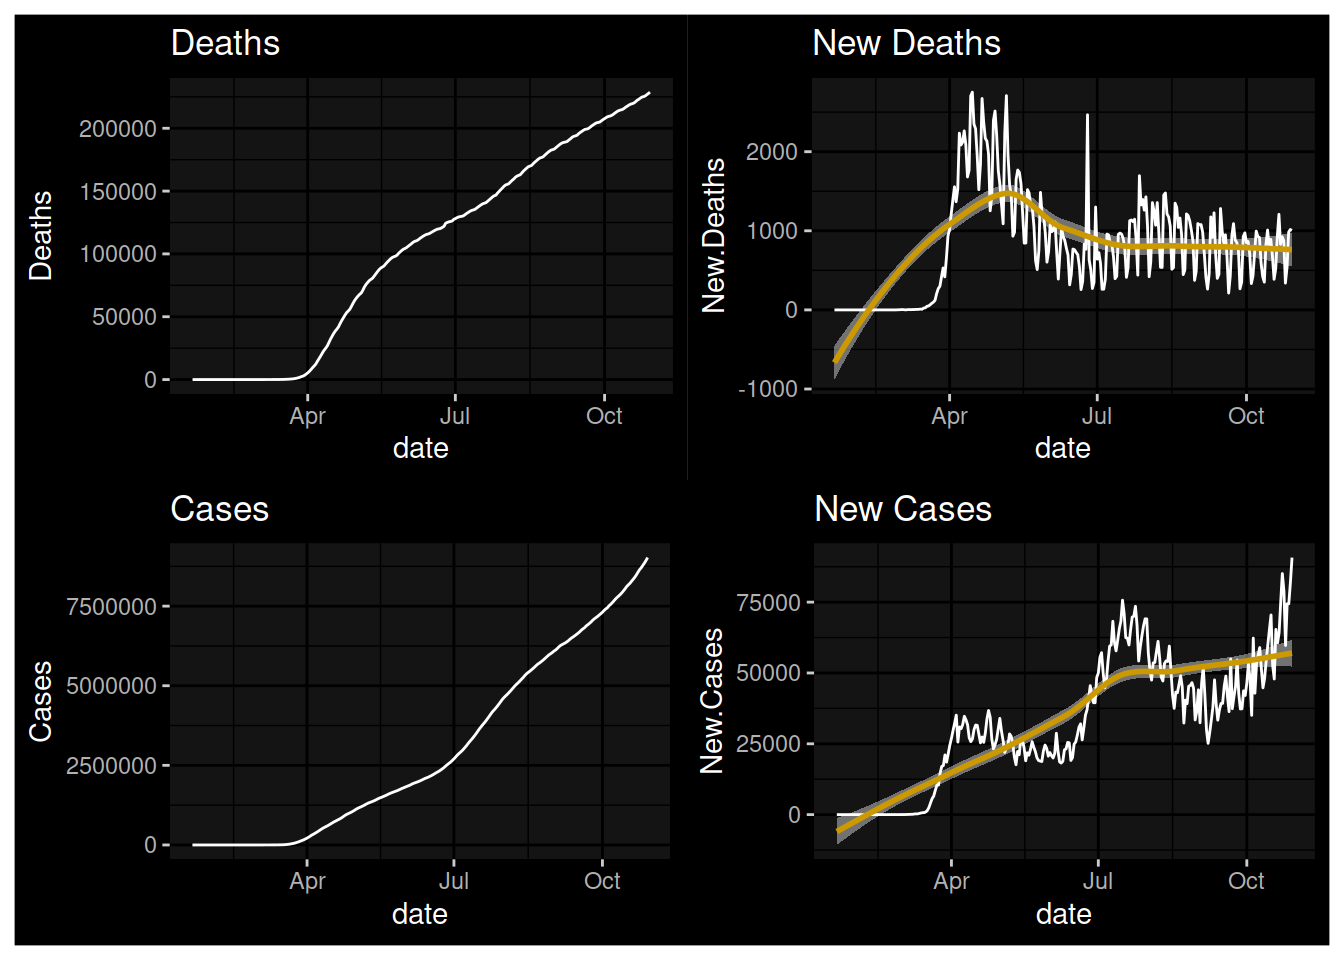 Deaths
200000
150000
100000
50000
0
Deaths
Apr Jul Oct
date
New Deaths
2000
1000
0
-1000
New.Deaths
Apr Jul Oct
date
Cases
7500000
5000000
2500000
0
Cases
Apr Jul Oct
date
New Cases
75000
50000
25000
0
New.Cases
Apr Jul Oct
date